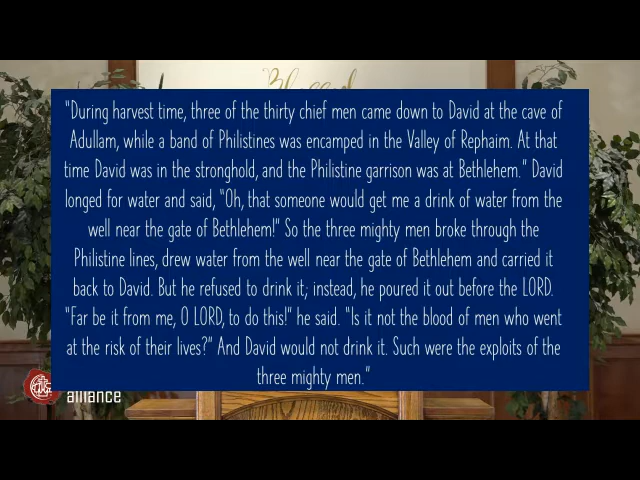 Blessed
"During harvest time, three of the thirty chief men came down to David at the cave of
Adullam, while a band of Philistines was encamped in the Valley of Rephaim. At that
time David was in the stronghold, and the Philistine garrison was at Bethlehem." David
longed for water and said, "Oh, that someone would get me a drink of water from the
well near the gate of Bethlehem!" So the three mighty men broke through the
Philistine lines, drew water from the well near the gate of Bethlehem and carried it
back to David. But he refused to drink it; instead, he poured it out before the LORD.
"Far be it from me, O LORD, to do this!" he said. "Is it not the blood of men who went
at the risk of their lives?" And David would not drink it. Such were the exploits of the
three mighty men."
alliance